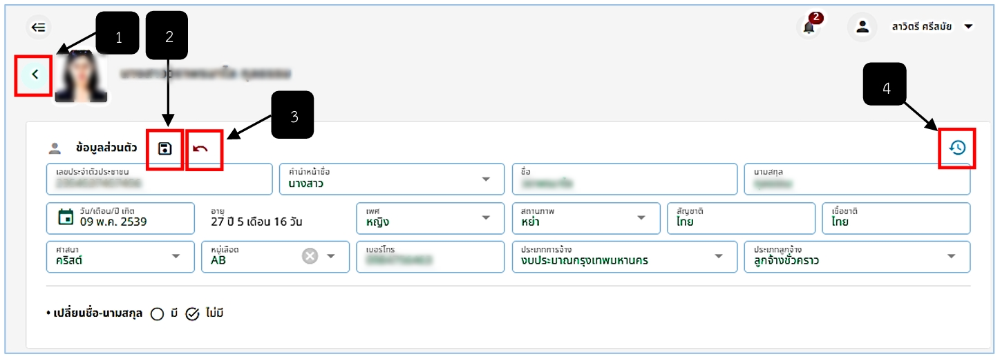 1
2
2
ลาวิตรี ศรีสมัย
3
4
ข้อมูลส่วนตัว
เลขประจำตัวประชาชน
คำนำหน้าชื่อ
นางสาว
ชื่อ
นามสกุล
วัน/เดือน/ปี เกิด
09 พ.ค. 2539
อายุ
27 ปี 5 เดือน 16 วัน
เพศ
หญิง
สถานภาพ
หย่า
สัญชาติ
ไทย
เชื้อชาติ
ไทย
ศาสนา
คริสต์
หมู่เลือด
AB
เบอร์โทร
ประเภทการจ้าง
งบประมาณกรุงเทพมหานคร
ประเภทลูกจ้าง
ลูกจ้างชั่วคราว
• เปลี่ยนชื่อ-นามสกุล มี ไม่มี